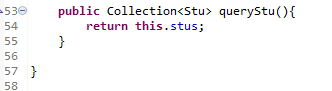 53 public Collection<Stu> queryStu(){
54 return this.stus;
55 }
56
57 }
58